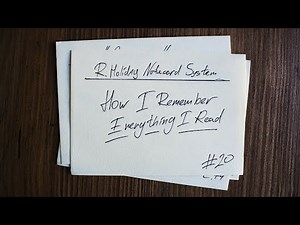 R. Holiday Notecard System
How I Remember
Everything I Read
#20